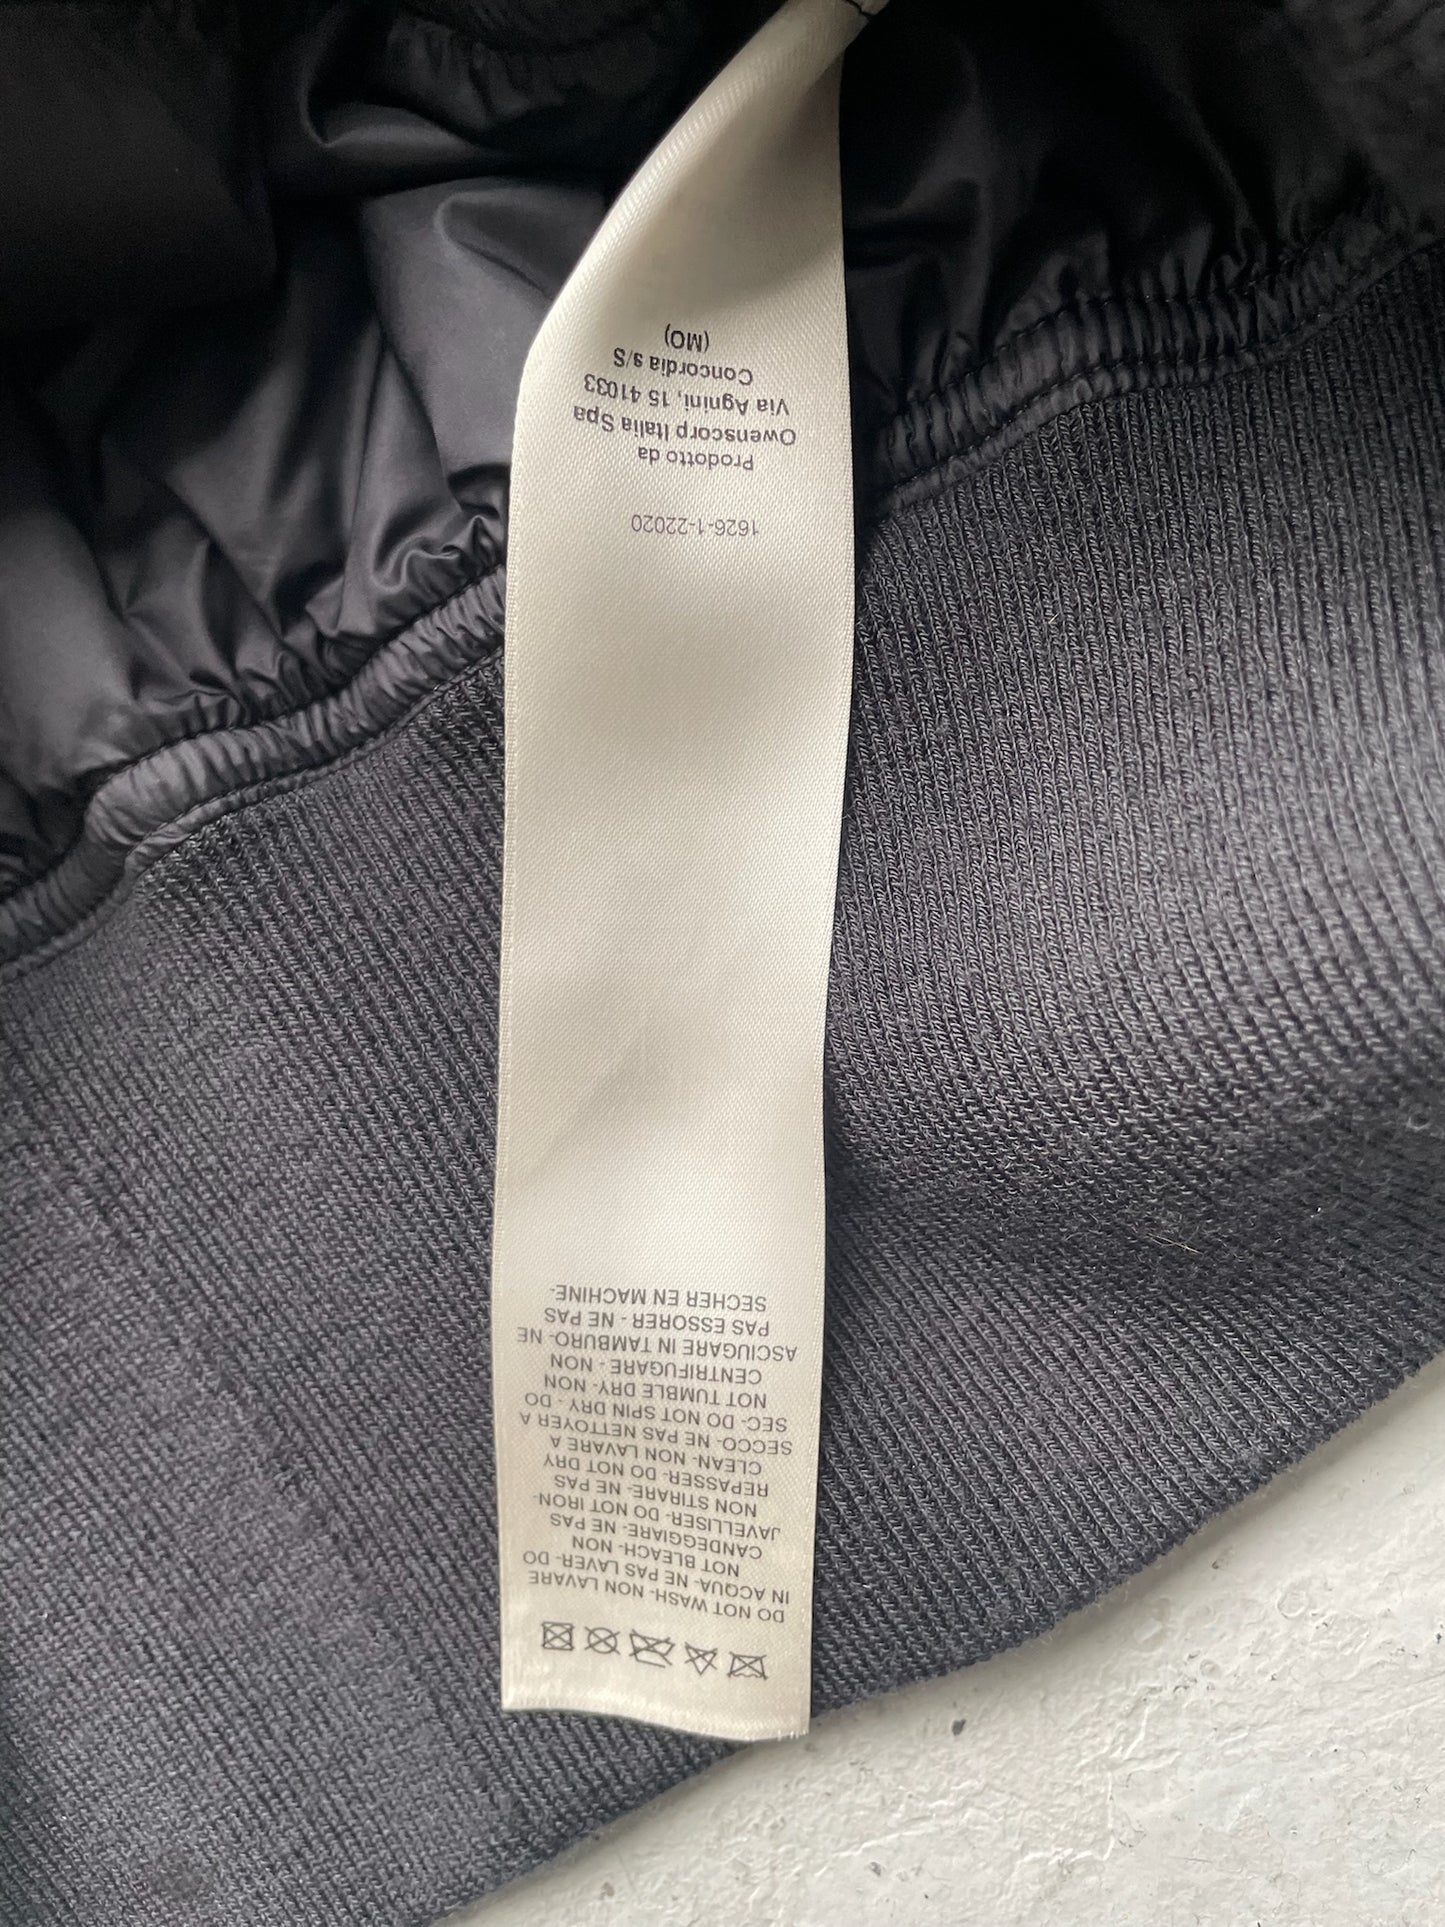 DO NOT WASH- NON LAVARE
IN ACQUA- NE PAS LAVER- DO
NOT BLEACH- NON
CANDEGGIARE- NE PAS
JAVELLISER- DO NOT IRON-
NON STIRARE- NE PAS
REPASSER- DO NOT DRY
CLEAN- NON LAVARE A
SECCO- NE PAS NETTOYER A
SEC- DO NOT SPIN DRY - DO
NOT TUMBLE DRY- NON
CENTRIFUGARE - NON
ASCIUGARE IN TAMBURO- NE
PAS ESSORER - NE PAS
SECHER EN MACHINE-
1626-1-22020
Prodotto da
Owenscorp Italia Spa
Via Agnini, 15 41033
Concordia s/S
(MO)